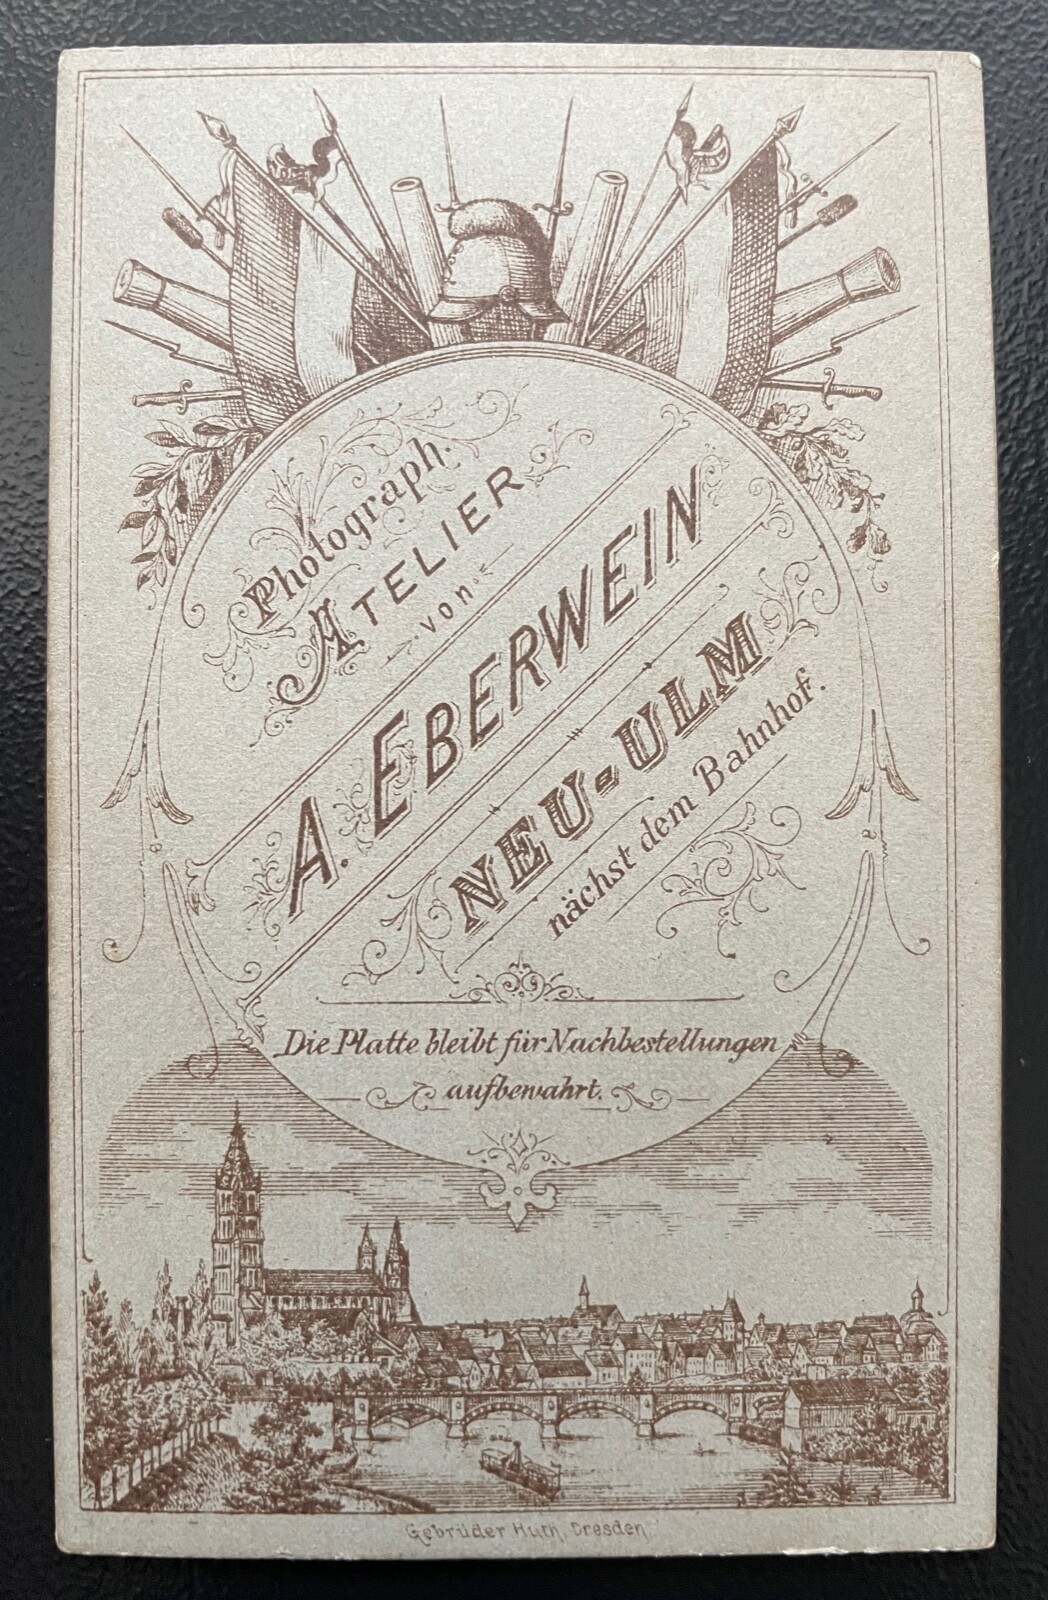 Photograph.
ATELIER
von
A. EBERWEIN
NEU-ULM
nächst dem Bahnhof.
Die Platte bleibt für Nachbestellungen
aufbewahrt.
Gebrüder Huth, Dresden